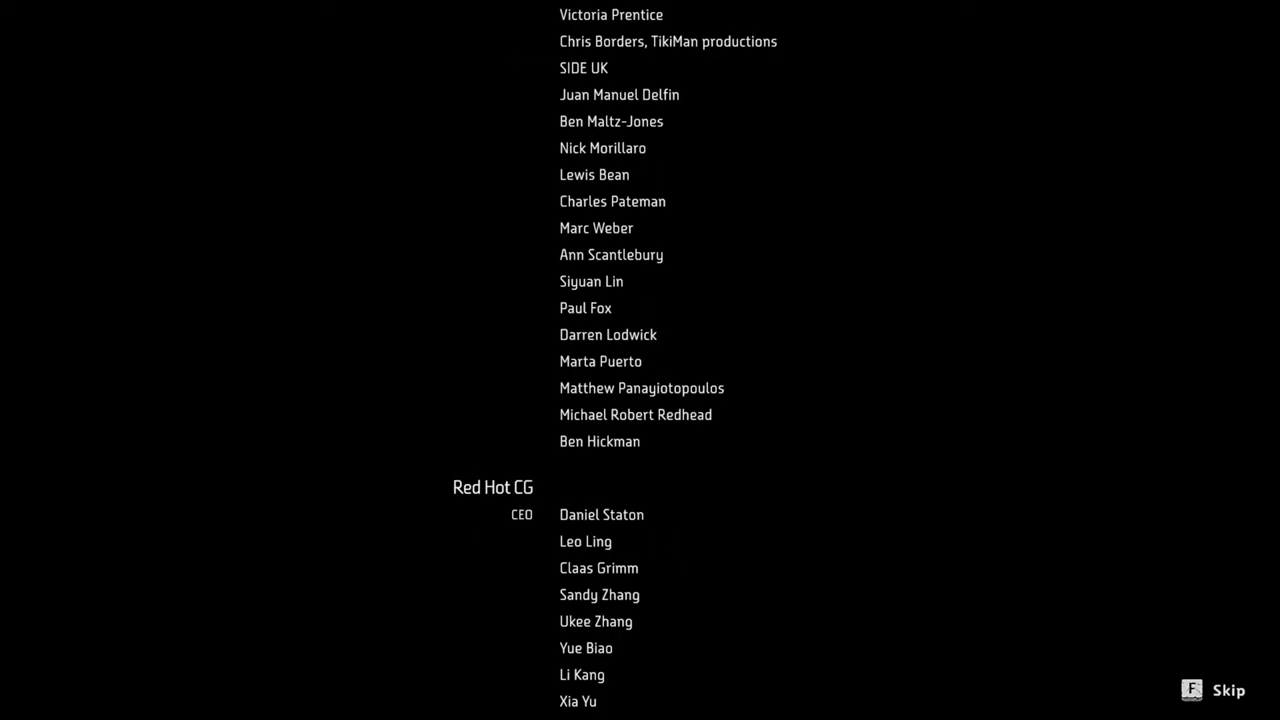 Victoria Prentice
Chris Borders, TikiMan productions
SIDE UK
Juan Manuel Delfin
Ben Maltz-Jones
Nick Morillaro
Lewis Bean
Charles Pateman
Marc Weber
Ann Scantlebury
Siyuan Lin
Paul Fox
Darren Lodwick
Marta Puerto
Matthew Panayiotopoulos
Michael Robert Redhead
Ben Hickman
Red Hot CG
CEO Daniel Staton
Leo Ling
Claas Grimm
Sandy Zhang
Ukee Zhang
Yue Biao
Li Kang
Xia Yu
F Skip